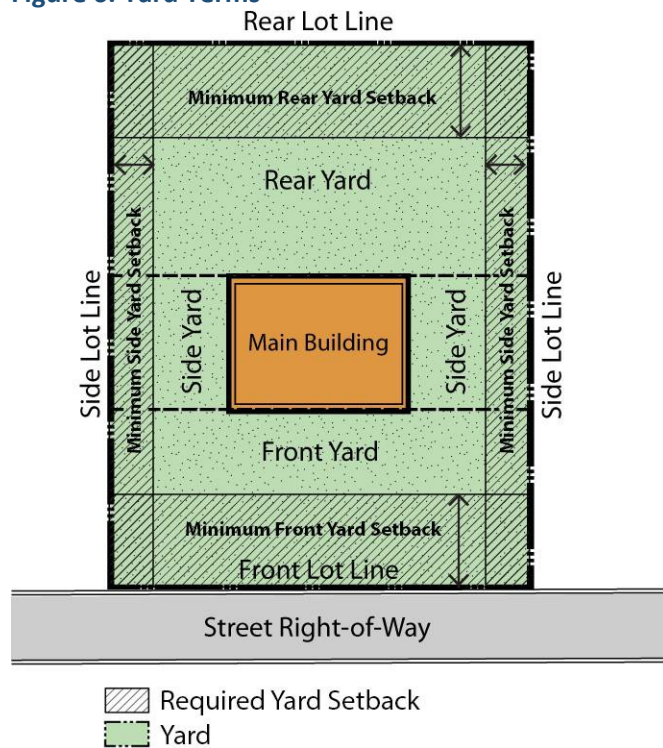 Figure 6. Yard Terms
Rear Lot Line
Minimum Rear Yard Setback
Rear Yard
Side Lot Line
Minimum Side Yard Setback
Side Yard
Main Building
Side Yard
Minimum Side Yard Setback
Side Lot Line
Front Yard
Minimum Front Yard Setback
Front Lot Line
Street Right-of-Way
Required Yard Setback
Yard